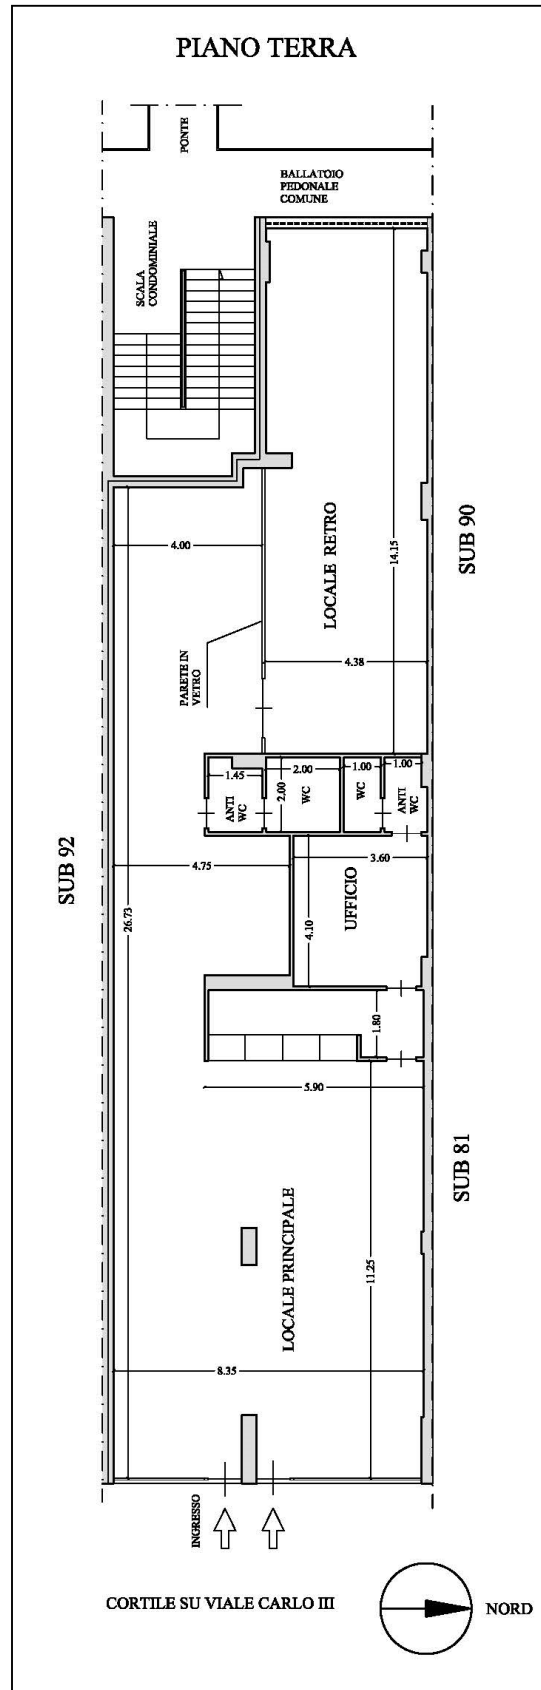 PIANO TERRA
PONTE
BALLATOIO
PEDONALE
COMUNE
SCALA
CONDOMINIALE
SUB 90
4.00
LOCALE RETRO
14.15
4.38
PARETE IN
VETRO
1.45
2.00
1.00
1.00
ANTI
WC
2.00
WC
WC
ANTI
WC
SUB 92
4.75
3.60
26.73
4.10
UFFICIO
1.80
5.90
SUB 81
LOCALE PRINCIPALE
11.25
8.35
INGRESSO
CORTILE SU VIALE CARLO III
NORD